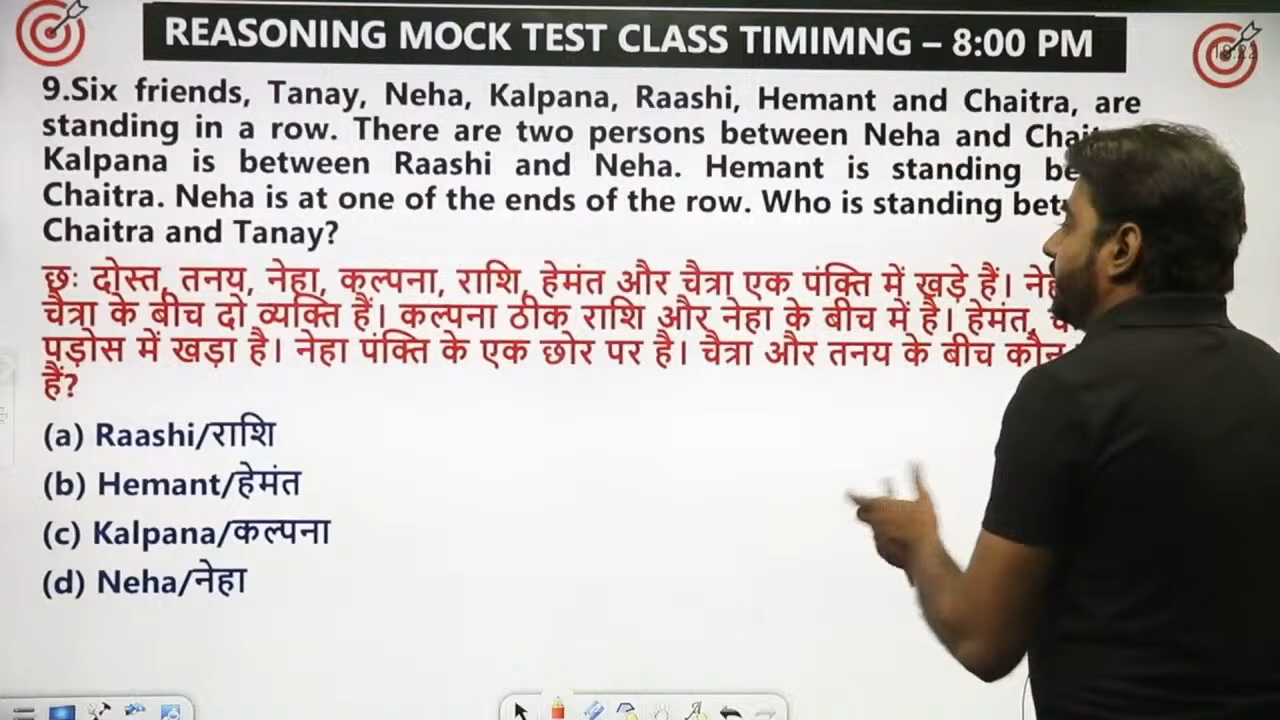 REASONING MOCK TEST CLASS TIMIMNG – 8:00 PM
9.Six friends, Tanay, Neha, Kalpana, Raashi, Hemant and Chaitra, are
standing in a row. There are two persons between Neha and
Kalpana is between Raashi and Neha. Hemant is standing
Chaitra. Neha is at one of the ends of the row. Who is standing
Chaitra and Tanay?
छः दोस्त, तनय, नेहा, कल्पना, राशि, हेमंत और चैत्रा एक पंक्ति में खड़े हैं।
चैत्रा के बीच दो व्यक्ति हैं। कल्पना ठीक राशि और नेहा के बीच में है। हेमंत,
पड़ोस में खड़ा है। नेहा पंक्ति के एक छोर पर है। चैत्रा और तनय के बीच कौन
हैं?
(a) Raashi/राशि
(b) Hemant/हेमंत
(c) Kalpana/कल्पना
(d) Neha/नेहा